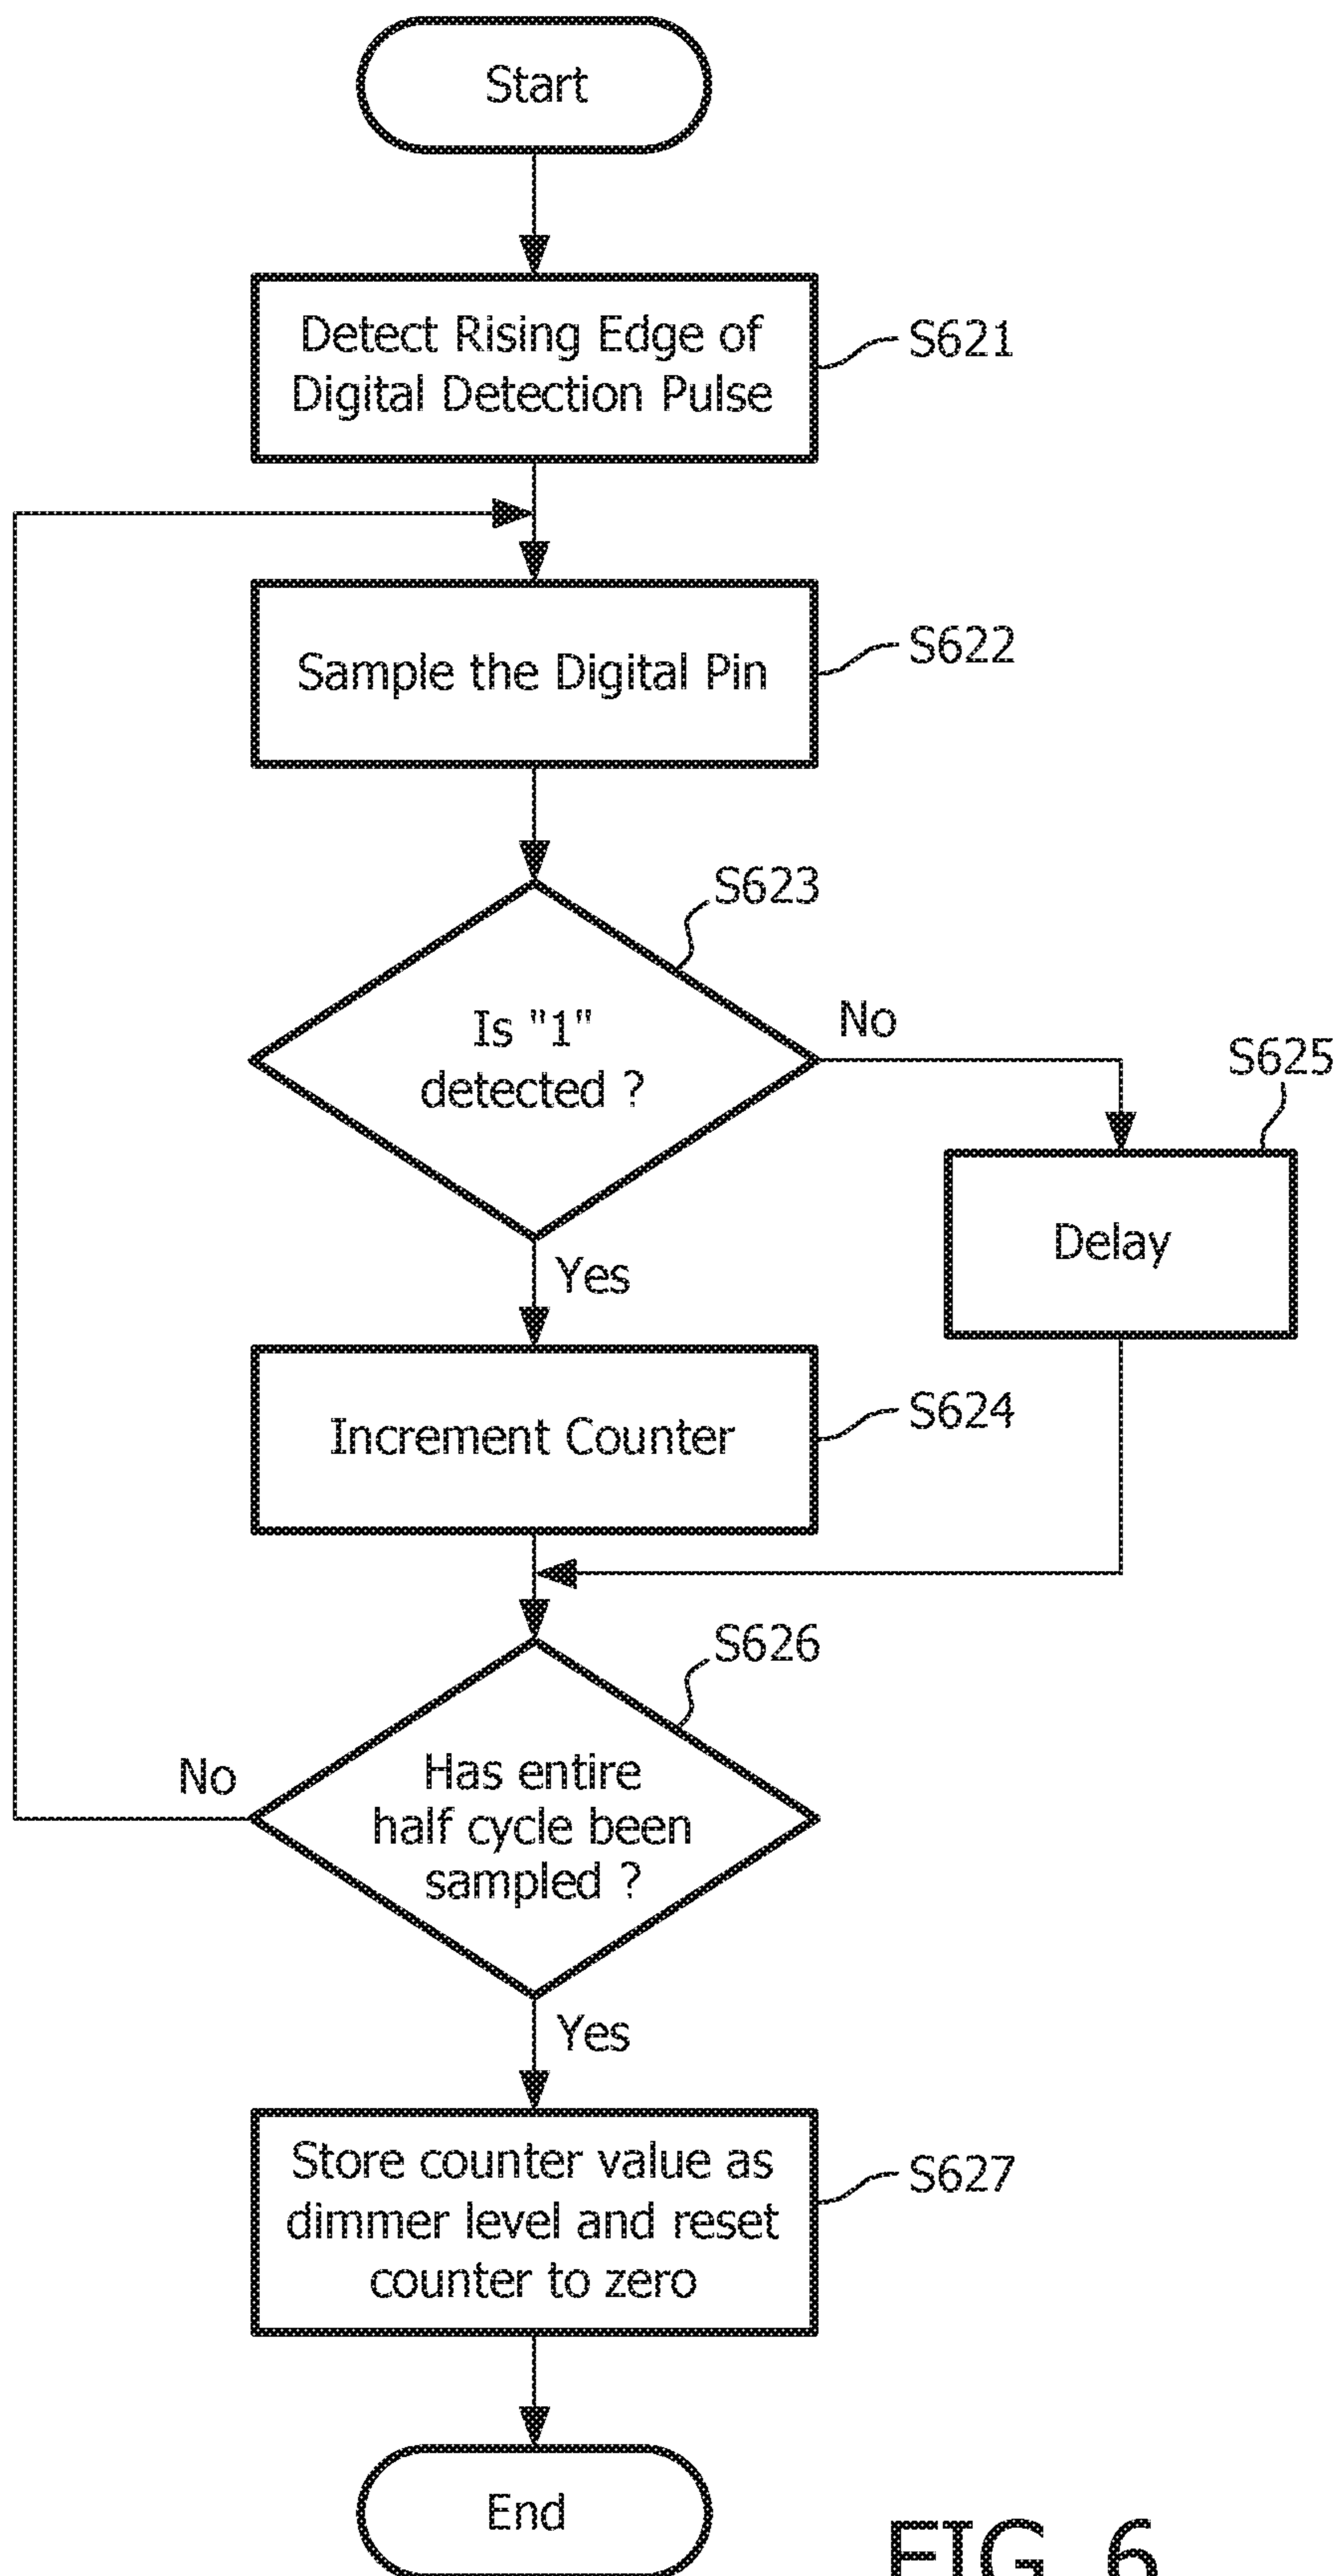 Start
Detect Rising Edge of
Digital Detection Pulse
S621
Sample the Digital Pin
S622
S623
Is "1"
detected ?
No
S625
Delay
Yes
Increment Counter
S624
S626
Has entire
half cycle been
sampled ?
No
Yes
Store counter value as
dimmer level and reset
counter to zero
S627
End
FIG. 6